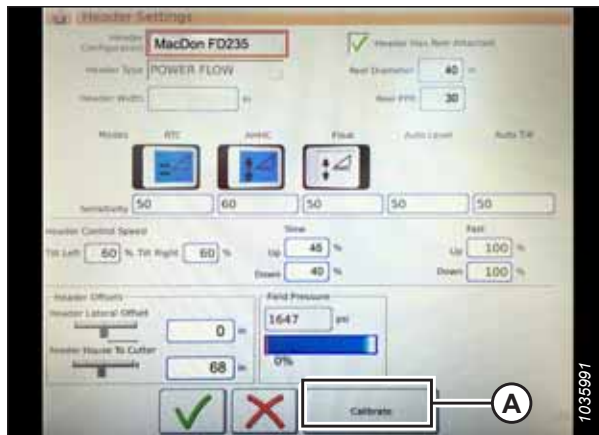 Header Settings
Header Configuration MacDon FD235 Header Has Reel Attached
Header Type POWER FLOW Reel Diameter 40 in
Header Width in Reel PPR 30
Modes RTC AHHC Float Auto Level Auto Tilt
Sensitivity 50 60 50 50 50
Header Control Speed Slow Fast
Tilt Left 60 % Tilt Right 60 % Up 45 % Up 100 %
Down 40 % Down 100 %
Header Offsets Field Pressure
Header Lateral Offset 1647 psi
0 in
Header House To Cutter 0%
68 in
Calibrate A
1035991